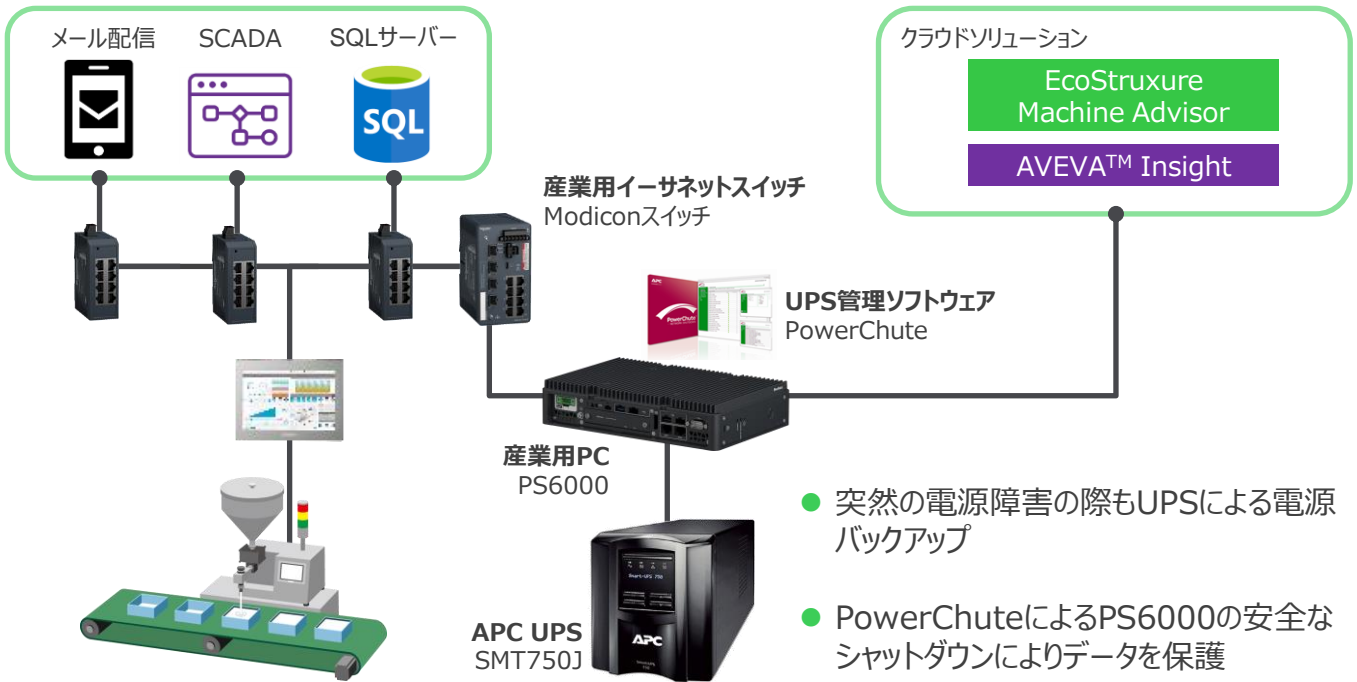 メール配信
SCADA
SQLサーバー
SQL
クラウドソリューション
EcoStruxure
Machine Advisor
AVEVA™ Insight
産業用イーサネットスイッチ
Modiconスイッチ
APC
PowerChute
UPS管理ソフトウェア
PowerChute
産業用PC
PS6000
Smart-UPS 750
APC
APC UPS
SMT750J
● 突然の電源障害の際もUPSによる電源
バックアップ
● PowerChuteによるPS6000の安全な
シャットダウンによりデータを保護